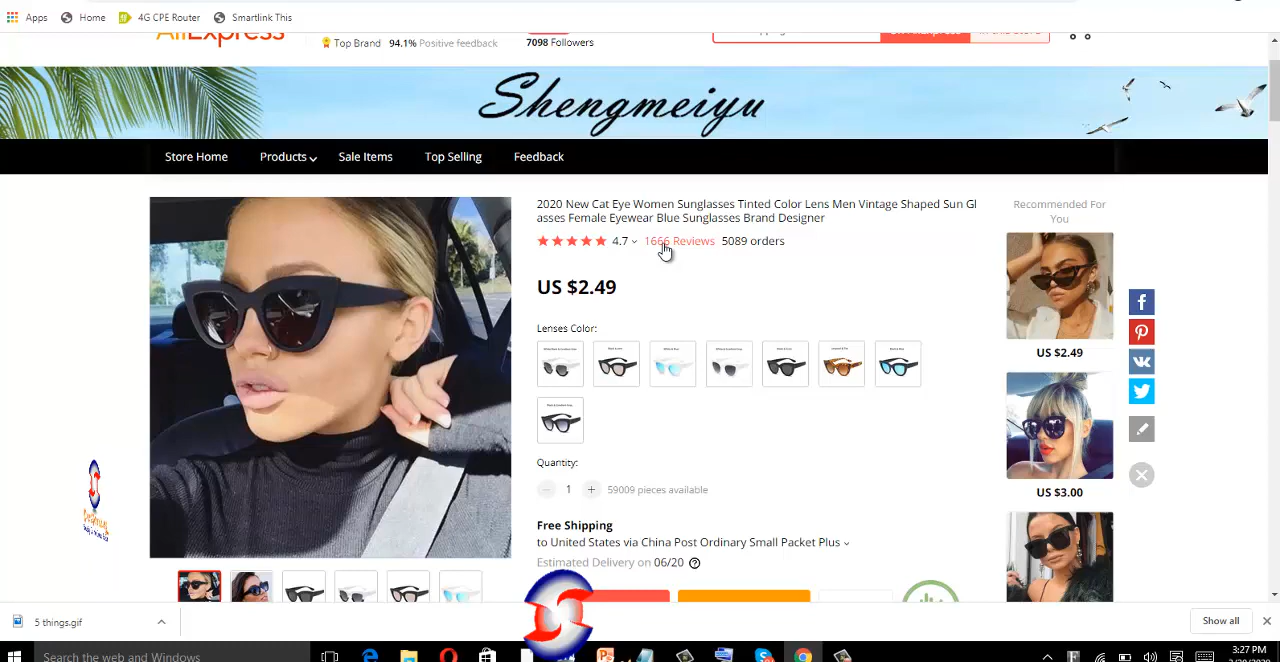 Apps Home 4G CPE Router Smartlink This
AliExpress
Top Brand 94.1% Positive feedback 7098 Followers
Shengmeiyu
Store Home Products Sale Items Top Selling Feedback
2020 New Cat Eye Women Sunglasses Tinted Color Lens Men Vintage Shaped Sun Gl
asses Female Eyewear Blue Sunglasses Brand Designer
4.7 1666 Reviews 5089 orders
US $2.49
Lenses Color:
Quantity:
1 59009 pieces available
Free Shipping
to United States via China Post Ordinary Small Packet Plus
Estimated Delivery on 06/20
Recommended For
You
US $2.49
US $3.00
5 things.gif
Show all
Search the web and Windows
3:27 PM